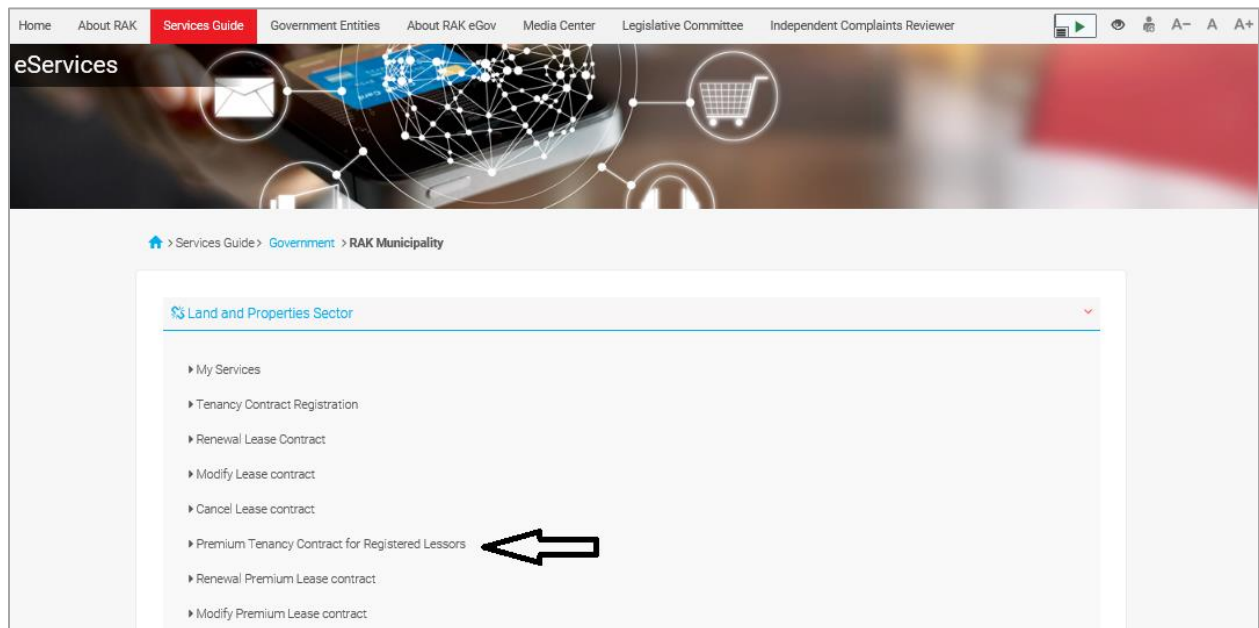 Home About RAK Services Guide Government Entities About RAK eGov Media Center Legislative Committee Independent Complaints Reviewer A− A A+
eServices
> Services Guide > Government > RAK Municipality
Land and Properties Sector
My Services
Tenancy Contract Registration
Renewal Lease Contract
Modify Lease contract
Cancel Lease contract
Premium Tenancy Contract for Registered Lessors
Renewal Premium Lease contract
Modify Premium Lease contract